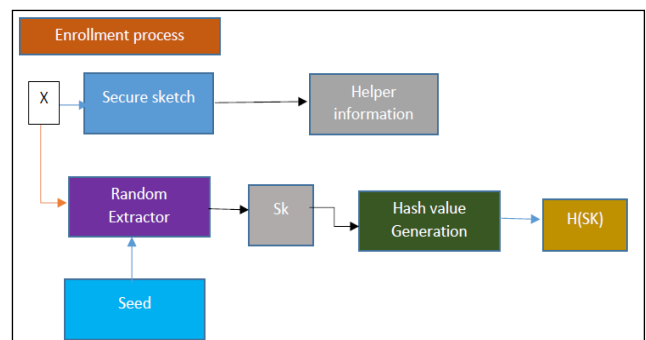 Enrollment process
X
Secure sketch
Helper
information
Random
Extractor
Sk
Hash value
Generation
H(SK)
Seed